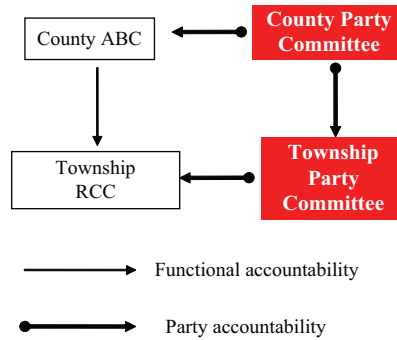 County ABC
County Party
Committee
Township
RCC
Township
Party
Committee
Functional accountability
Party accountability